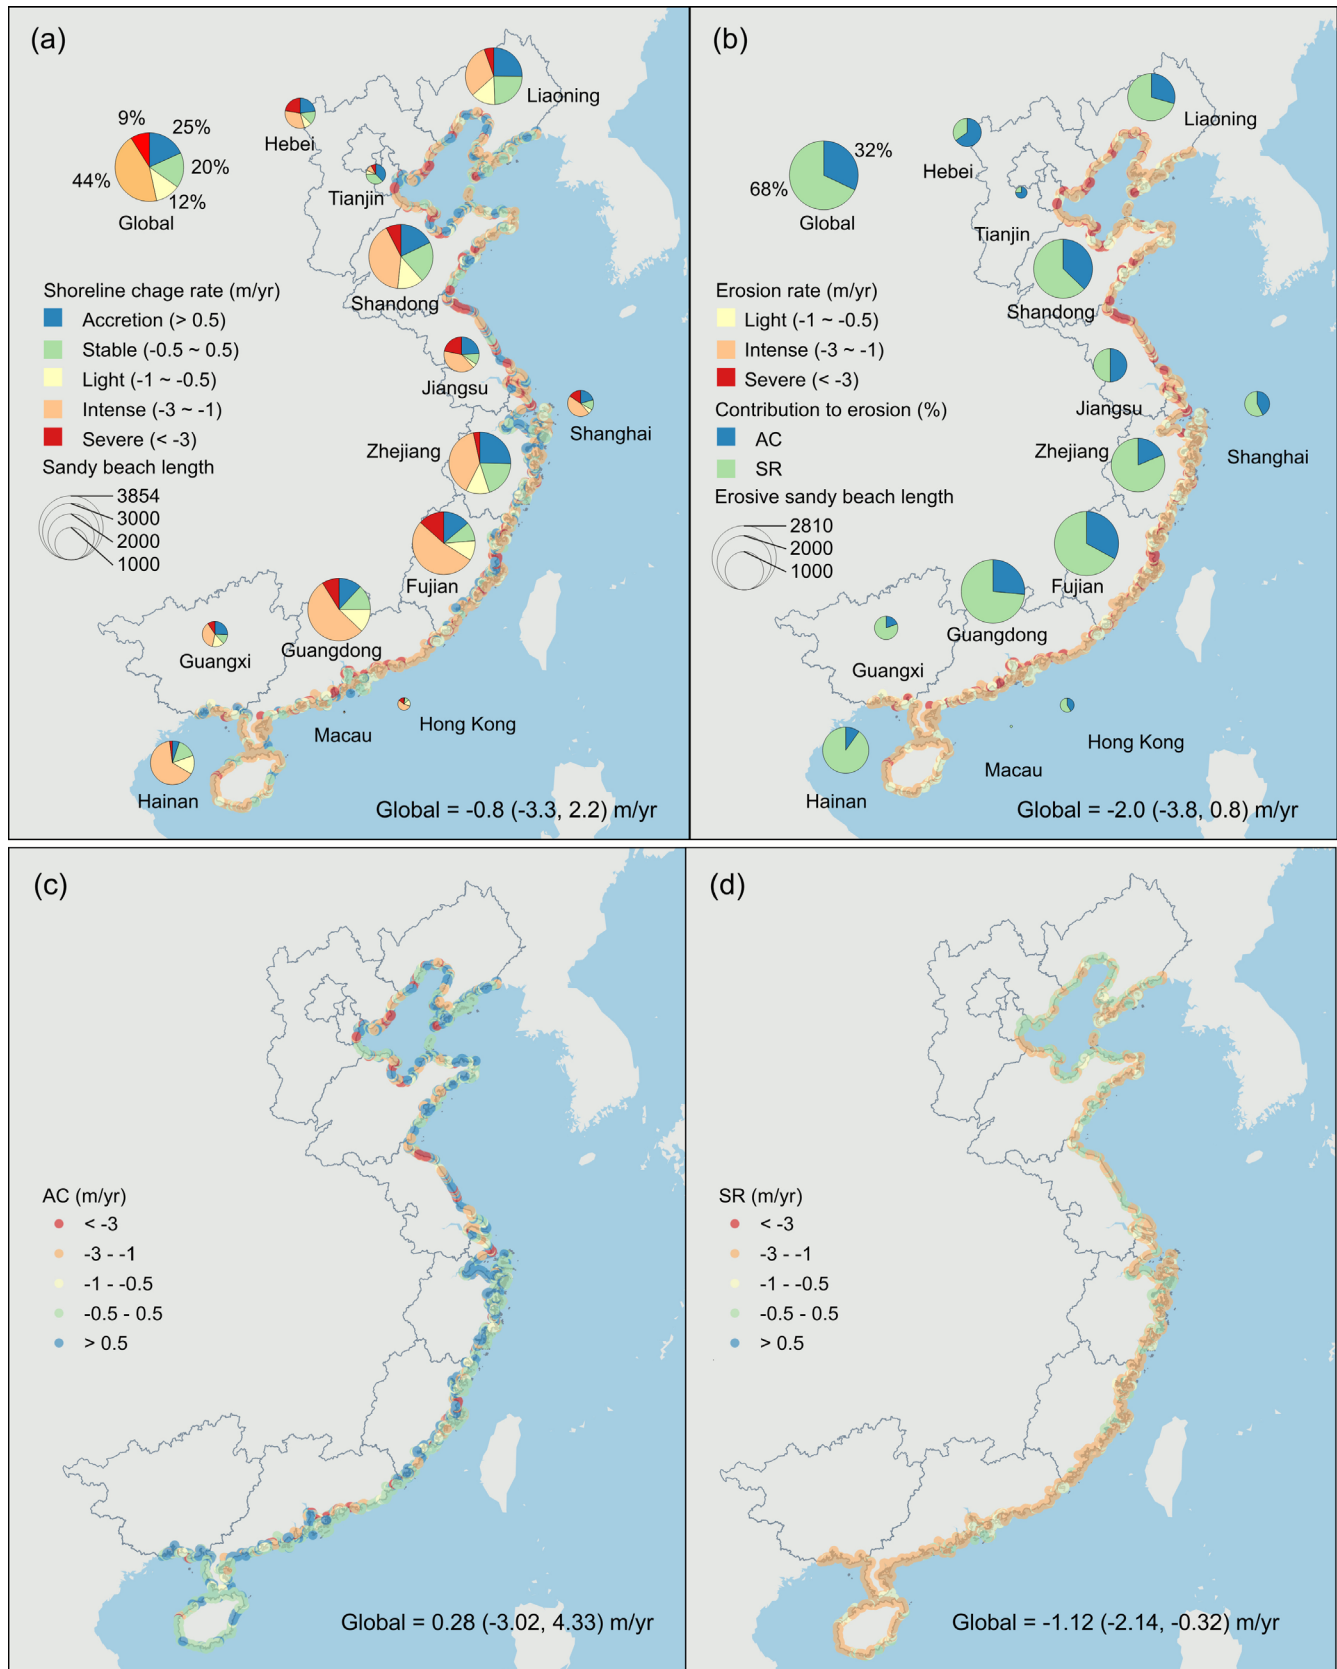 (a)
Liaoning
Hebei
9%
25%
20%
44%
12%
Global
Tianjin
Shoreline chage rate (m/yr)
Accretion (> 0.5)
Stable (-0.5 ~ 0.5)
Light (-1 ~ -0.5)
Intense (-3 ~ -1)
Severe (< -3)
Sandy beach length
3854
3000
2000
1000
Shandong
Jiangsu
Shanghai
Zhejiang
Fujian
Guangdong
Guangxi
Hong Kong
Macau
Hainan
Global = -0.8 (-3.3, 2.2) m/yr
(b)
Liaoning
Hebei
32%
68%
Global
Tianjin
Erosion rate (m/yr)
Light (-1 ~ -0.5)
Intense (-3 ~ -1)
Severe (< -3)
Contribution to erosion (%)
AC
SR
Erosive sandy beach length
2810
2000
1000
Shandong
Jiangsu
Shanghai
Zhejiang
Fujian
Guangdong
Guangxi
Hong Kong
Macau
Hainan
Global = -2.0 (-3.8, 0.8) m/yr
(c)
AC (m/yr)
< -3
-3 - -1
-1 - -0.5
-0.5 - 0.5
> 0.5
Global = 0.28 (-3.02, 4.33) m/yr
(d)
SR (m/yr)
< -3
-3 - -1
-1 - -0.5
-0.5 - 0.5
> 0.5
Global = -1.12 (-2.14, -0.32) m/yr